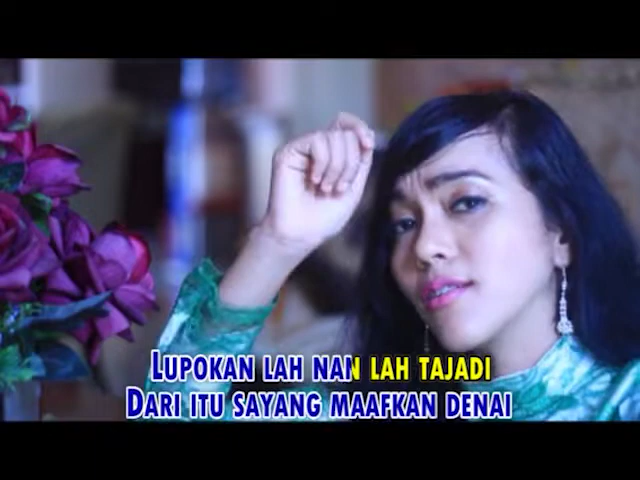 LUPOKAN LAH NAN LAH TAJADI
DARI ITU SAYANG MAAFKAN DENAI